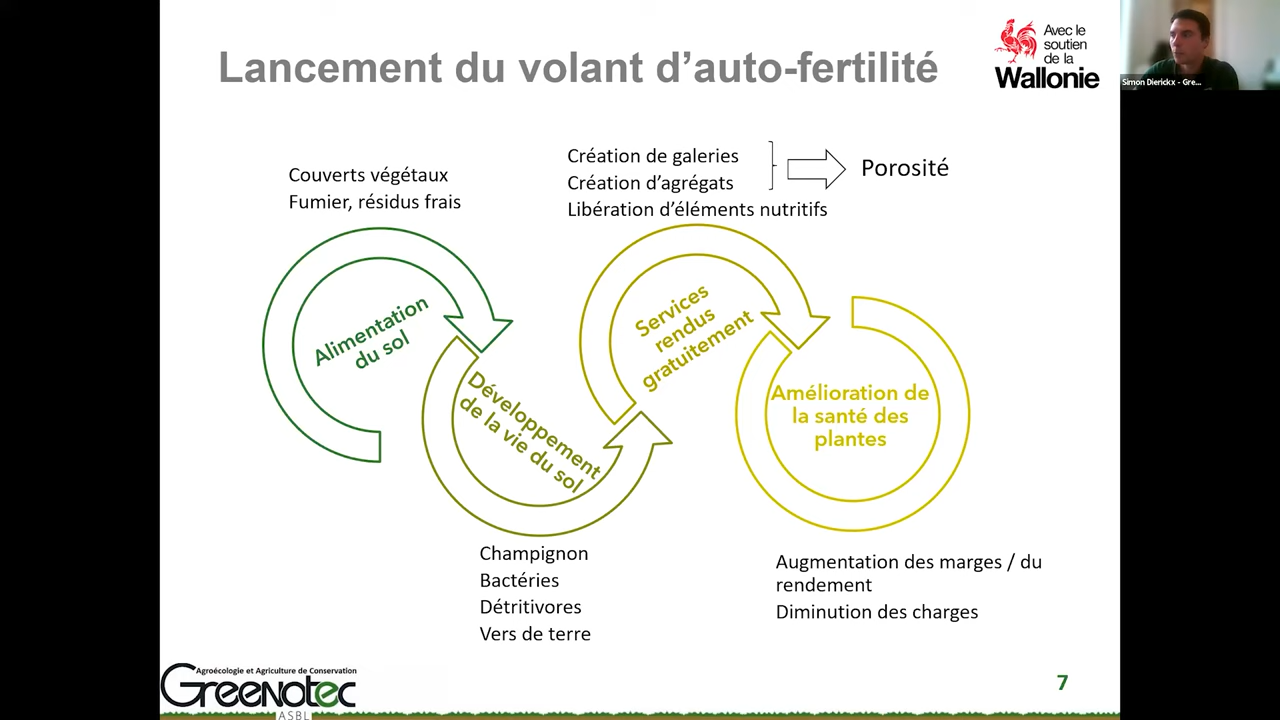 Lancement du volant d’auto-fertilité
Avec le
soutien
de la
Wallonie
Simon Dierickx - Gre...
Couverts végétaux
Fumier, résidus frais
Création de galeries
Création d’agrégats
Libération d’éléments nutritifs
Porosité
Alimentation
du sol
Développement
de la vie du sol
Services
rendus
gratuitement
Amélioration de
la santé des
plantes
Champignon
Bactéries
Détritivores
Vers de terre
Augmentation des marges / du
rendement
Diminution des charges
Agroécologie et Agriculture de Conservation
Greenotec
ASBL
7